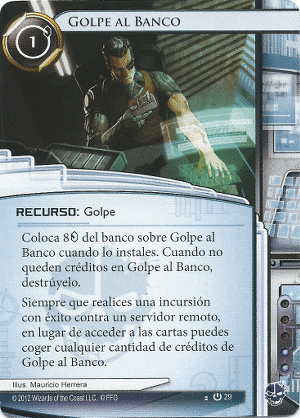 GOLPE AL BANCO
1
RECURSO: Golpe
Coloca 8 del banco sobre Golpe al
Banco cuando lo instales. Cuando no
queden créditos en Golpe al Banco,
destrúyelo.
Siempre que realices una incursión
con éxito contra un servidor remoto,
en lugar de acceder a las cartas puedes
coger cualquier cantidad de créditos de
Golpe al Banco.
Illus. Mauricio Herrera
© 2012 Wizards of the Coast LLC. © FFG
29